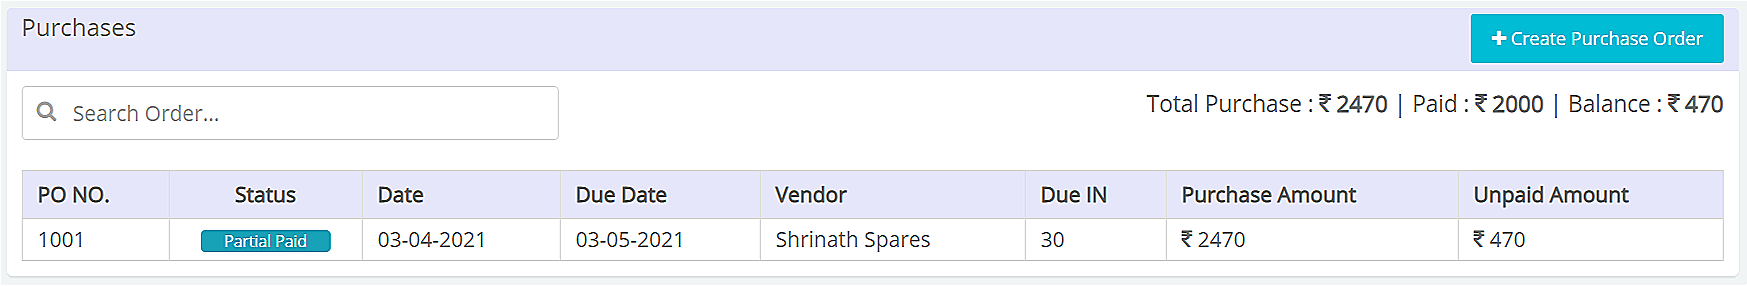 Purchases
+ Create Purchase Order
Search Order...
Total Purchase : ₹ 2470 | Paid : ₹ 2000 | Balance : ₹ 470
PO NO. Status Date Due Date Vendor Due IN Purchase Amount Unpaid Amount
1001 Partial Paid 03-04-2021 03-05-2021 Shrinath Spares 30 ₹ 2470 ₹ 470